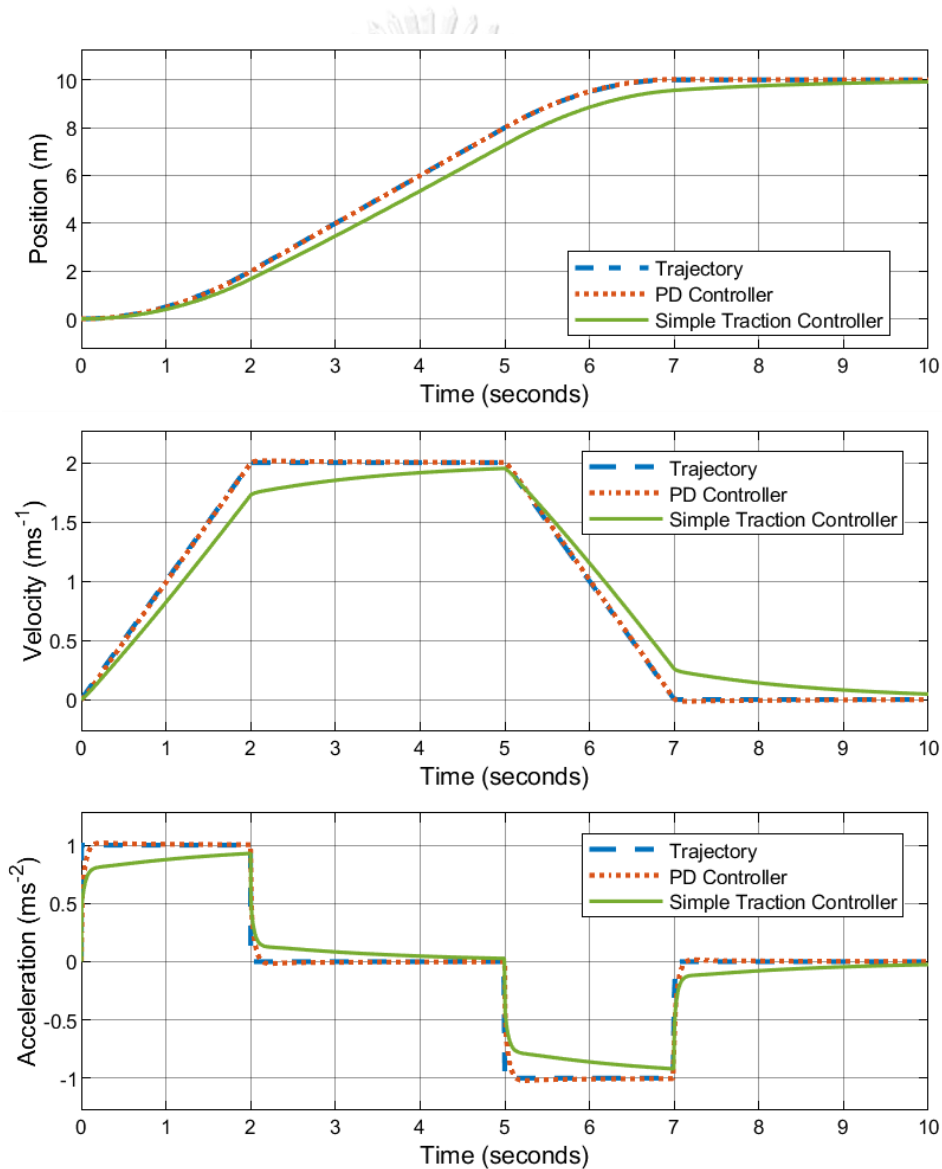 10
8
6
4
2
0
Position (m)
Trajectory
PD Controller
Simple Traction Controller
0 1 2 3 4 5 6 7 8 9 10
Time (seconds)
2
1.5
1
0.5
0
Velocity (ms⁻¹)
Trajectory
PD Controller
Simple Traction Controller
0 1 2 3 4 5 6 7 8 9 10
Time (seconds)
1
0.5
0
-0.5
-1
Acceleration (ms⁻²)
Trajectory
PD Controller
Simple Traction Controller
0 1 2 3 4 5 6 7 8 9 10
Time (seconds)